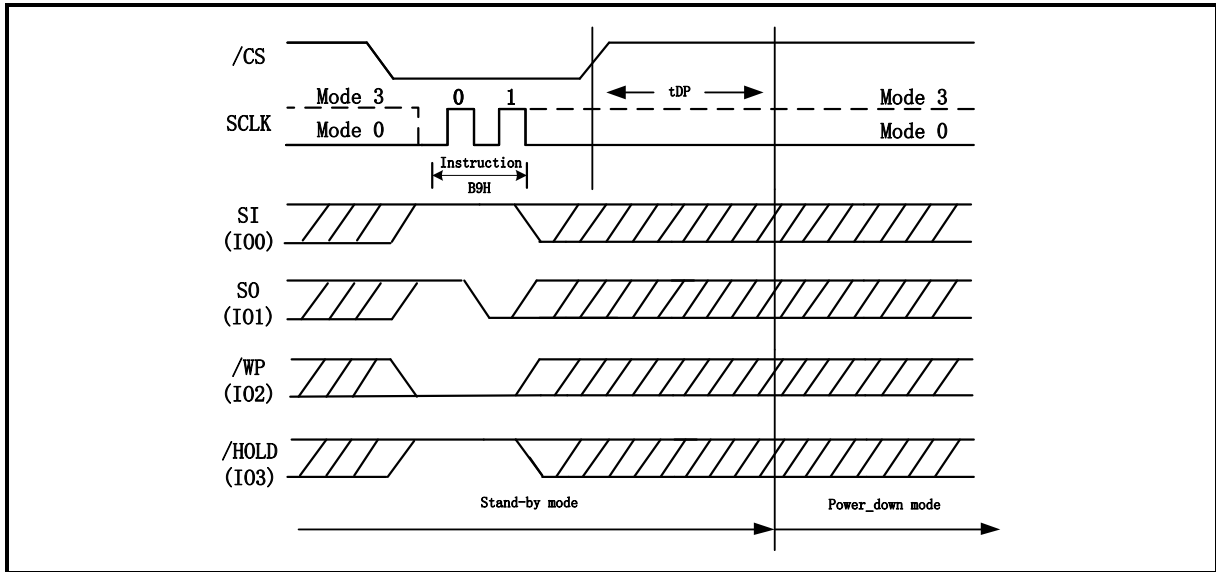 /CS
tDP
Mode 3 0 1 Mode 3
SCLK
Mode 0 Mode 0
Instruction
B9H
SI
(IO0)
SO
(IO1)
/WP
(IO2)
/HOLD
(IO3)
Stand-by mode Power_down mode